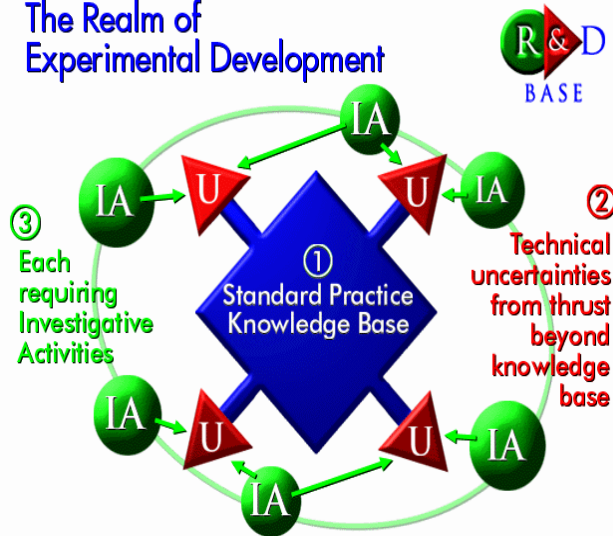 The Realm of
Experimental Development
R & D
BASE
IA
IA
U
U
IA
①
Standard Practice
Knowledge Base
②
Technical
uncertainties
from thrust
beyond
knowledge
base
③
Each
requiring
Investigative
Activities
IA
U
U
IA
IA